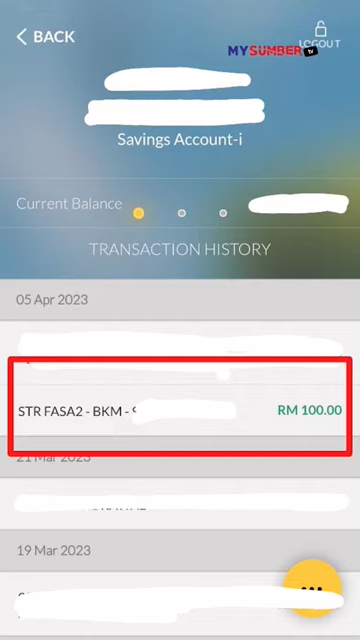 BACK
LOGOUT
MYSUMBER tv
Savings Account-i
Current Balance
TRANSACTION HISTORY
05 Apr 2023
STR FASA2 - BKM -
RM 100.00
21 Mar 2023
19 Mar 2023